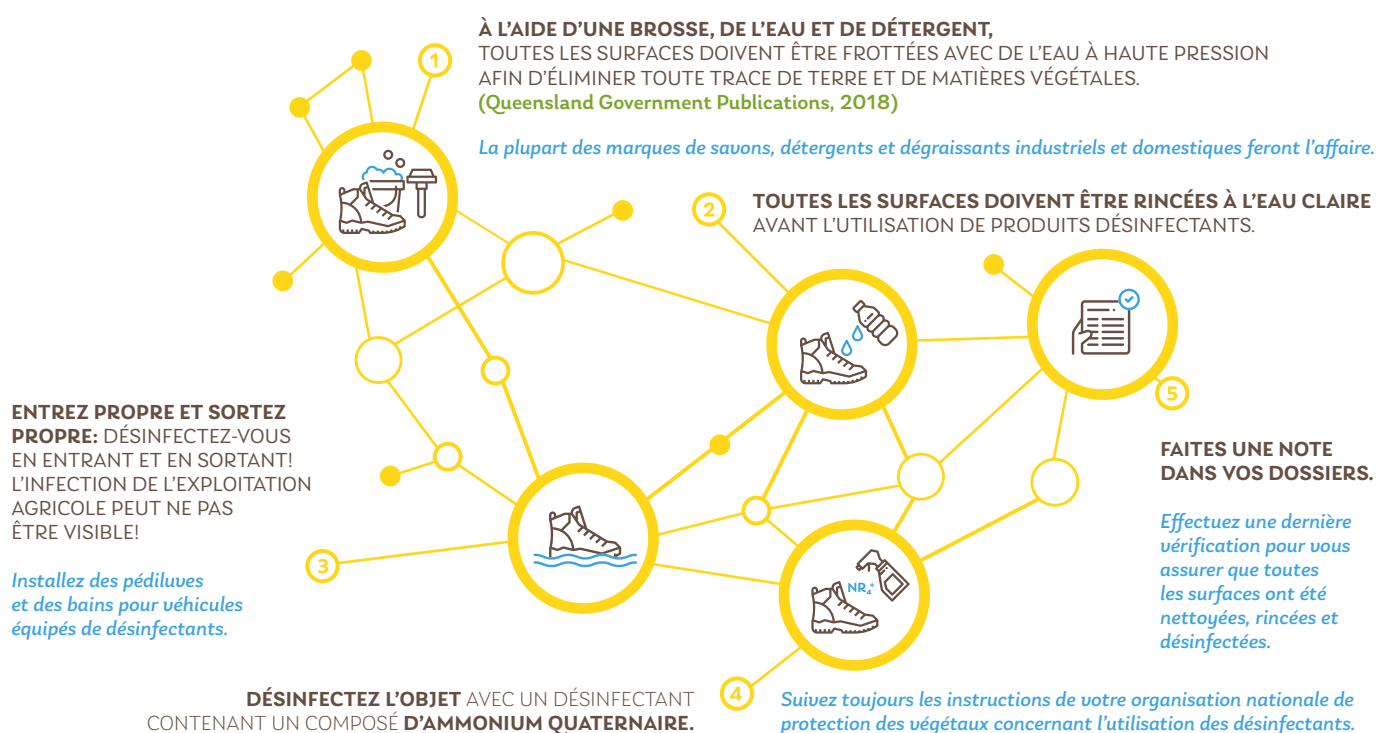 1
À L'AIDE D'UNE BROSSE, DE L'EAU ET DE DÉTERGENT,
TOUTES LES SURFACES DOIVENT ÊTRE FROTTÉES AVEC DE L'EAU À HAUTE PRESSION
AFIN D'ÉLIMINER TOUTE TRACE DE TERRE ET DE MATIÈRES VÉGÉTALES.
(Queensland Government Publications, 2018)
La plupart des marques de savons, détergents et dégraissants industriels et domestiques feront l'affaire.
2
TOUTES LES SURFACES DOIVENT ÊTRE RINCÉES À L'EAU CLAIRE
AVANT L'UTILISATION DE PRODUITS DÉSINFECTANTS.
ENTREZ PROPRE ET SORTEZ
PROPRE: DÉSINFECTEZ-VOUS
EN ENTRANT ET EN SORTANT!
L'INFECTION DE L'EXPLOITATION
AGRICOLE PEUT NE PAS
ÊTRE VISIBLE!
3
Installez des pédiluves
et des bains pour véhicules
équipés de désinfectants.
NR₄⁺
4
DÉSINFECTEZ L'OBJET AVEC UN DÉSINFECTANT
CONTENANT UN COMPOSÉ D'AMMONIUM QUATERNAIRE.
Suivez toujours les instructions de votre organisation nationale de
protection des végétaux concernant l'utilisation des désinfectants.
5
FAITES UNE NOTE
DANS VOS DOSSIERS.
Effectuez une dernière
vérification pour vous
assurer que toutes
les surfaces ont été
nettoyées, rincées et
désinfectées.